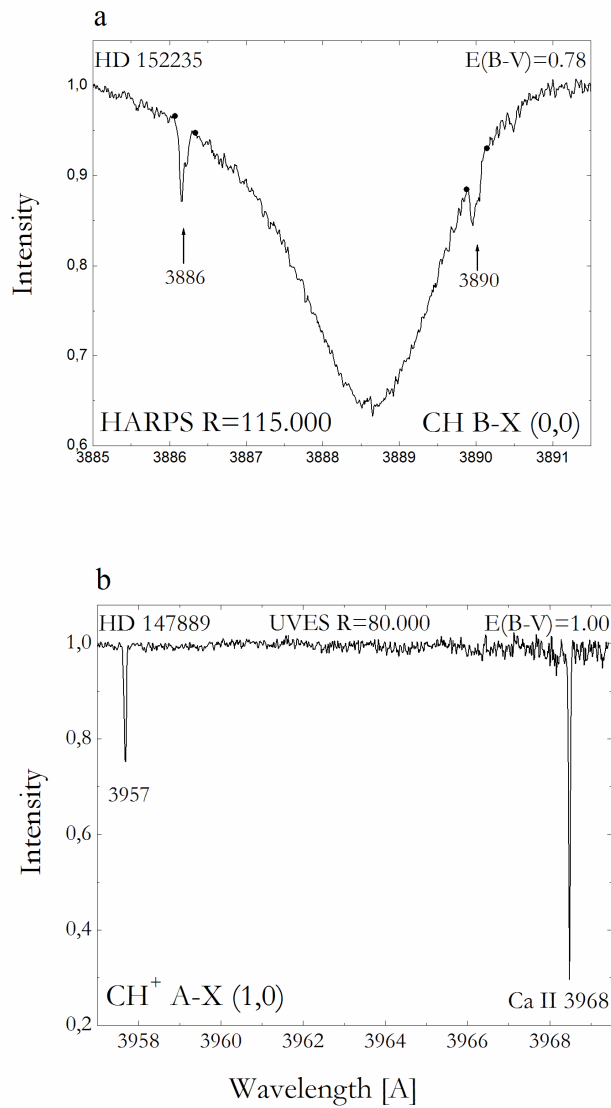 a
HD 152235 E(B-V)=0.78
1,0
0,9
0,8
0,7
0,6
Intensity
3886
3890
HARPS R=115.000 CH B-X (0,0)
3885 3886 3887 3888 3889 3890 3891
b
HD 147889 UVES R=80.000 E(B-V)=1.00
1,0
0,8
0,6
0,4
0,2
Intensity
3957
CH+ A-X (1,0)
Ca II 3968
3958 3960 3962 3964 3966 3968
Wavelength [A]